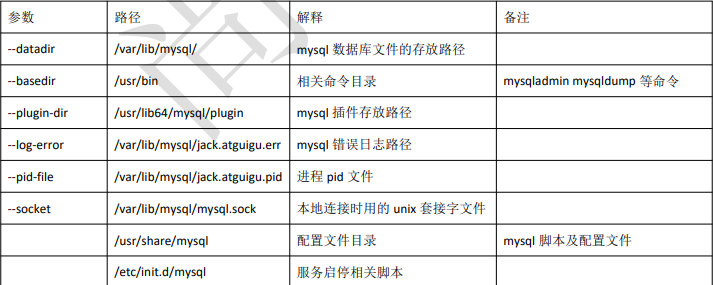 参数 路径 解释 备注
--datadir /var/lib/mysql/ mysql 数据库文件的存放路径
--basedir /usr/bin 相关命令目录 mysqladmin mysqldump 等命令
--plugin-dir /usr/lib64/mysql/plugin mysql 插件存放路径
--log-error /var/lib/mysql/jack.atguigu.err mysql 错误日志路径
--pid-file /var/lib/mysql/jack.atguigu.pid 进程 pid 文件
--socket /var/lib/mysql/mysql.sock 本地连接时用的 unix 套接字文件
/usr/share/mysql 配置文件目录 mysql 脚本及配置文件
/etc/init.d/mysql 服务启停相关脚本